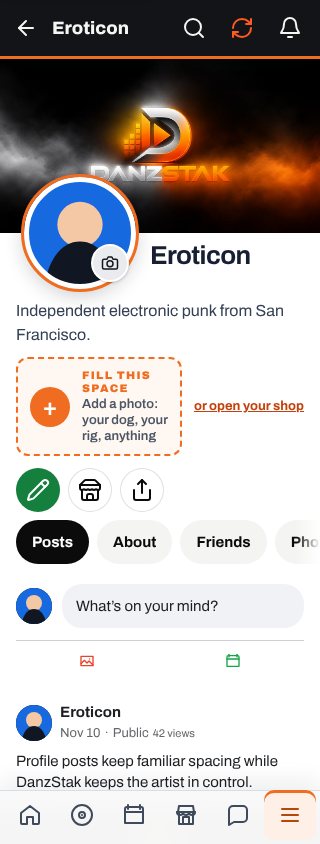 Eroticon
DANZSTAK
Eroticon
Independent electronic punk from San
Francisco.
FILL THIS
SPACE
Add a photo:
your dog, your
rig, anything
or open your shop
Posts About Friends Pho
What's on your mind?
Eroticon
Nov 10 · Public 42 views
Profile posts keep familiar spacing while
DanzStak keeps the artist in control.